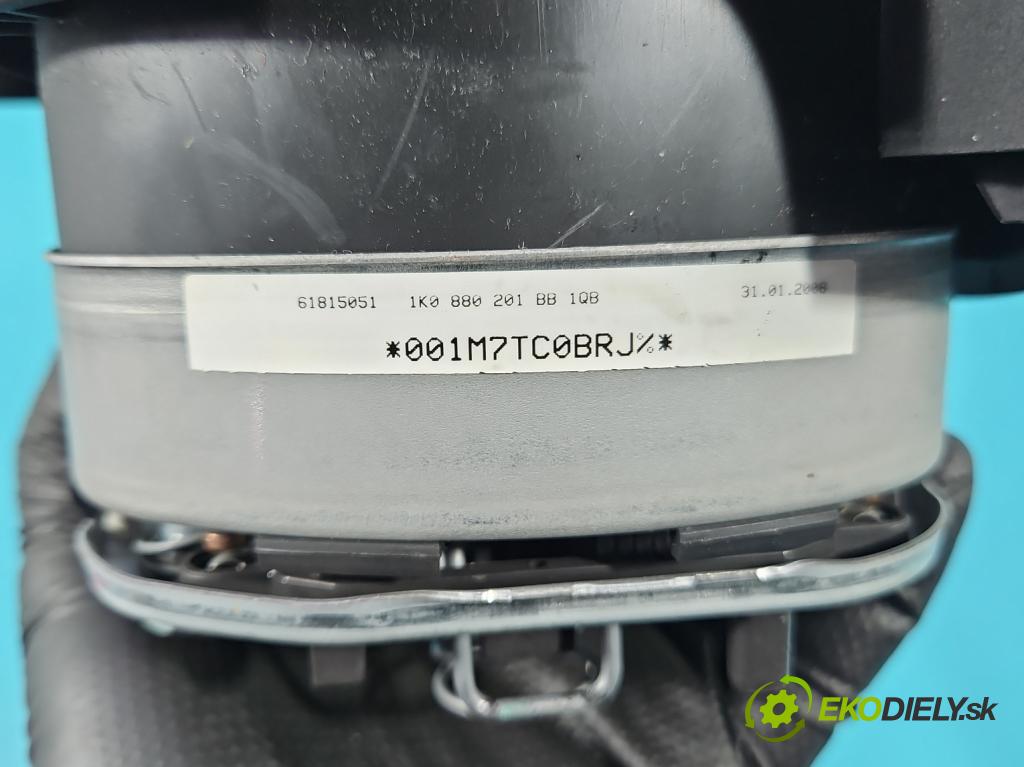 61815051 1K0 880 201 BB 1QB 31.01.2008
*001M7TC0BRJ%*
EKODIELY.sk